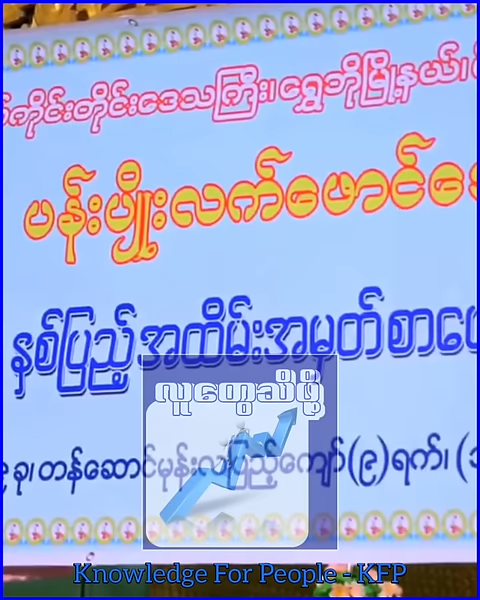 ကိုင်းတိုင်းဒေသကြီး၊ ရွှေဘိုမြို့နယ်၊
ပန်းပျိုးလက်ဖောင်
နှစ်ပြည့်အထိမ်းအမှတ်စာပေ
လူတွေသိဖို့
ခု၊ တန်ဆောင်မုန်းလပြည့်ကျော်(၉)ရက်၊
Knowledge For People - KFP